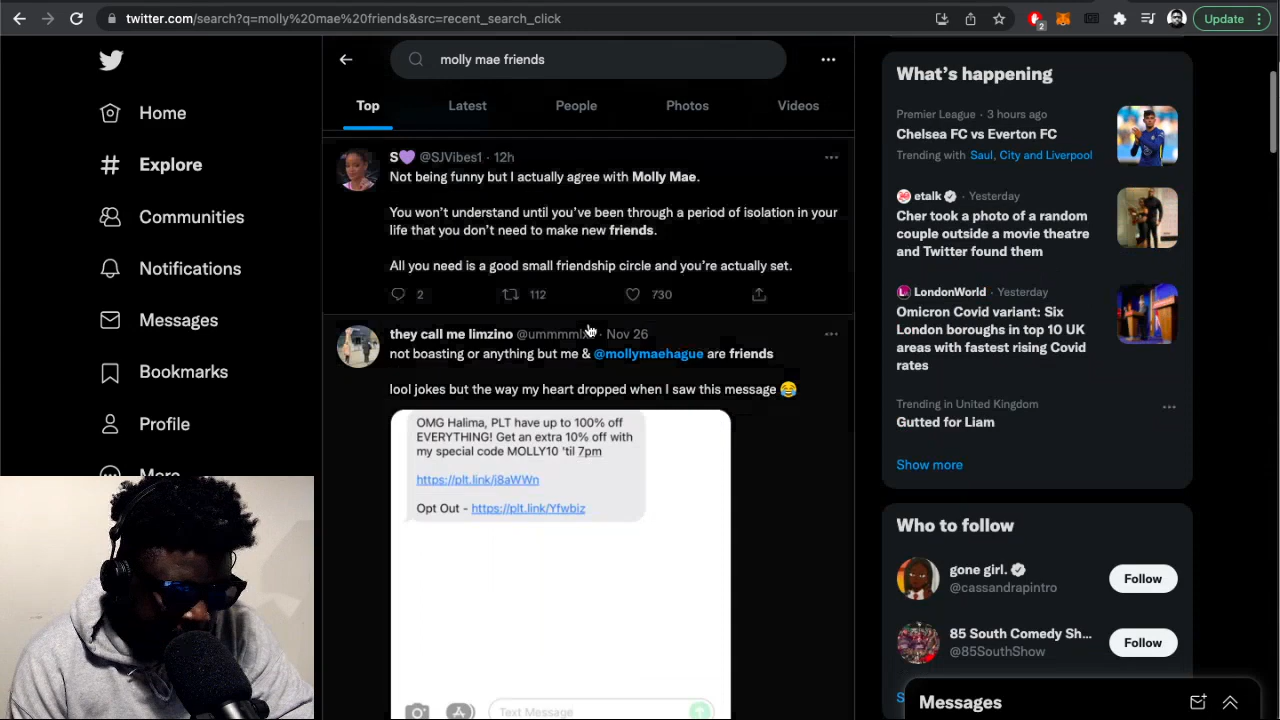 twitter.com/search?q=molly%20mae%20friends&src=recent_search_click
2
Update
molly mae friends
Top
Latest
People
Photos
Videos
Home
Explore
Communities
Notifications
Messages
Bookmarks
Profile
More
S💜 @SJVibes1 · 12h
Not being funny but I actually agree with Molly Mae.
You won't understand until you've been through a period of isolation in your
life that you don't need to make new friends.
All you need is a good small friendship circle and you're actually set.
2
112
730
they call me limzino · Nov 26
not boasting or anything but me & @mollymaehague are friends
lool jokes but the way my heart dropped when I saw this message 😂
OMG Halima, PLT have up to 100% off
EVERYTHING! Get an extra 10% off with
my special code MOLLY10 'til 7pm
https://plt.link/j8aWWn
Opt Out - https://plt.link/Yfwbiz
Text Message
What's happening
Premier League · 3 hours ago
Chelsea FC vs Everton FC
Trending with Saul, City and Liverpool
etalk · Yesterday
Cher took a photo of a random
couple outside a movie theatre
and Twitter found them
LondonWorld · Yesterday
Omicron Covid variant: Six
London boroughs in top 10 UK
areas with fastest rising Covid
rates
Trending in United Kingdom
Gutted for Liam
Show more
Who to follow
gone girl.
@cassandrapintro
Follow
85 South Comedy Sh...
@85SouthShow
Follow
Messages